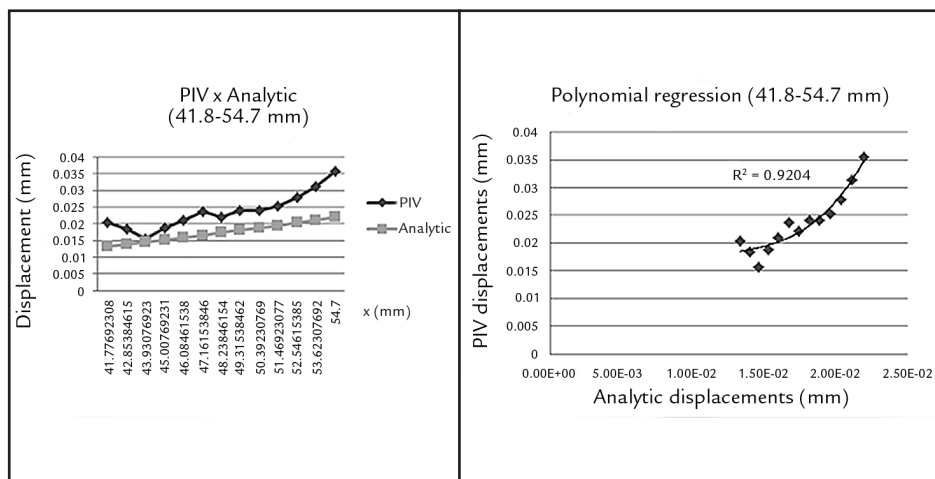 PIV x Analytic
(41.8-54.7 mm)
Displacement (mm)
0.04
0.035
0.03
0.025
0.02
0.015
0.01
0.005
0
PIV
Analytic
41.77692308
42.85384615
43.93076923
45.00769231
46.08461538
47.16153846
48.23846154
49.31538462
50.39230769
51.46923077
52.54615385
53.62307692
54.7
x (mm)
Polynomial regression (41.8-54.7 mm)
PIV displacements (mm)
0.04
0.035
0.03
0.025
0.02
0.015
0.01
0.005
0
R² = 0.9204
0.00E+00 5.00E-03 1.00E-02 1.50E-02 2.00E-02 2.50E-02
Analytic displacements (mm)